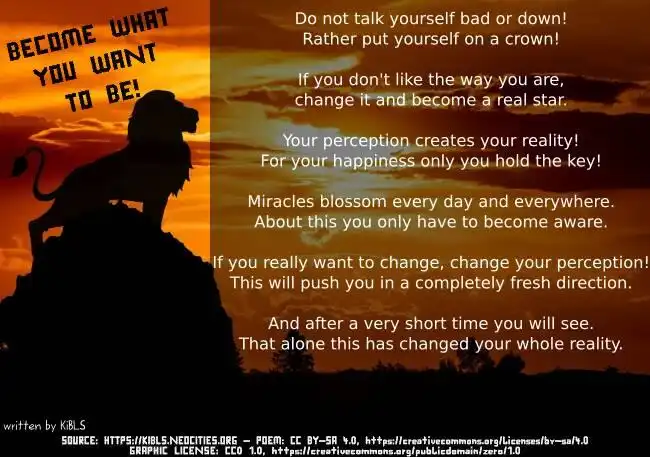 BECOME WHAT
YOU WANT
TO BE!
Do not talk yourself bad or down!
Rather put yourself on a crown!
If you don't like the way you are,
change it and become a real star.
Your perception creates your reality!
For your happiness only you hold the key!
Miracles blossom every day and everywhere.
About this you only have to become aware.
If you really want to change, change your perception!
This will push you in a completely fresh direction.
And after a very short time you will see.
That alone this has changed your whole reality.
written by KiBLS
SOURCE: HTTPS://KIBLS.NEOCITIES.ORG – POEM: CC BY-SA 4.0, https://creativecommons.org/licenses/by-sa/4.0
GRAPHIC LICENSE: CC0 1.0, https://creativecommons.org/publicdomain/zero/1.0